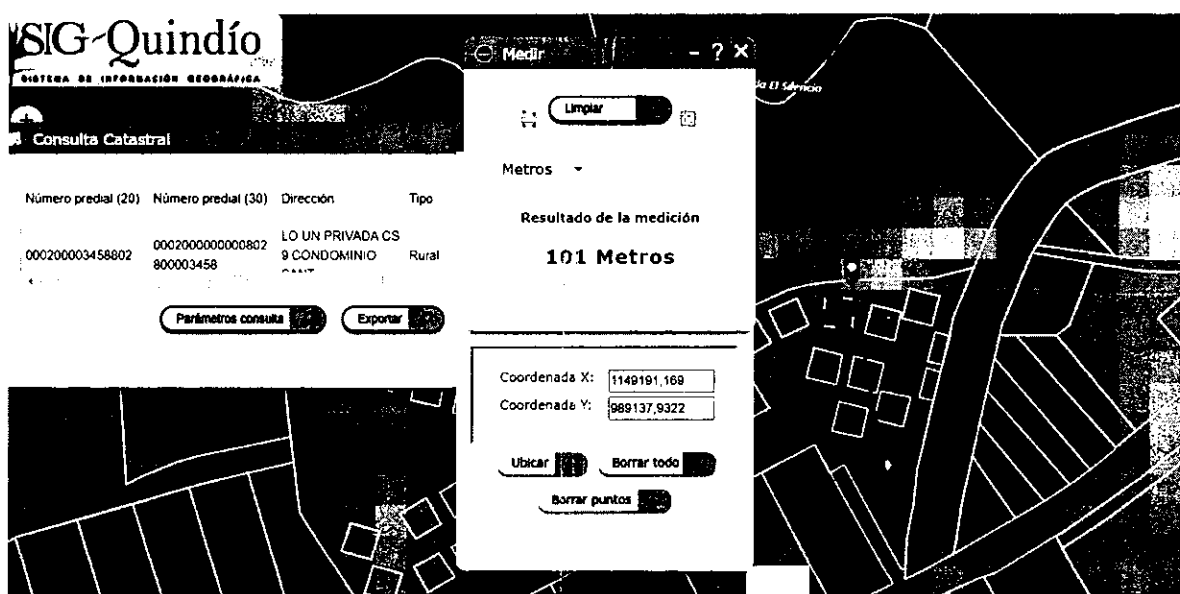 SIG-Quindío
SISTEMA DE INFORMACIÓN GEOGRÁFICA
Consulta Catastral
Número predial (20) Número predial (30) Dirección Tipo
000200003458802 0002000000000802 800003458 LO UN PRIVADA CS 9 CONDOMINIO Rural
Parámetros consulta Exportar
Medir - ? ×
Limpiar
Metros
Resultado de la medición
101 Metros
Coordenada X: 1149191,169
Coordenada Y: 989137,9322
Ubicar Borrar todo
Borrar puntos
El Silencio